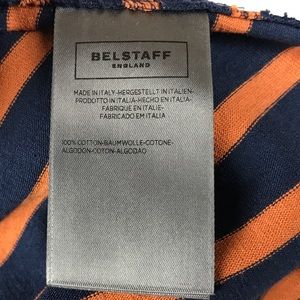 BELSTAFF
ENGLAND
MADE IN ITALY-HERGESTELLT IN ITALIEN-
PRODOTTO IN ITALIA-HECHO EN ITALIA-
FABRIQUE EN ITALIE-
FABRICADO EM ITALIA
100% COTTON-BAUMWOLLE-COTONE-
ALGODON-COTON-ALGODAO